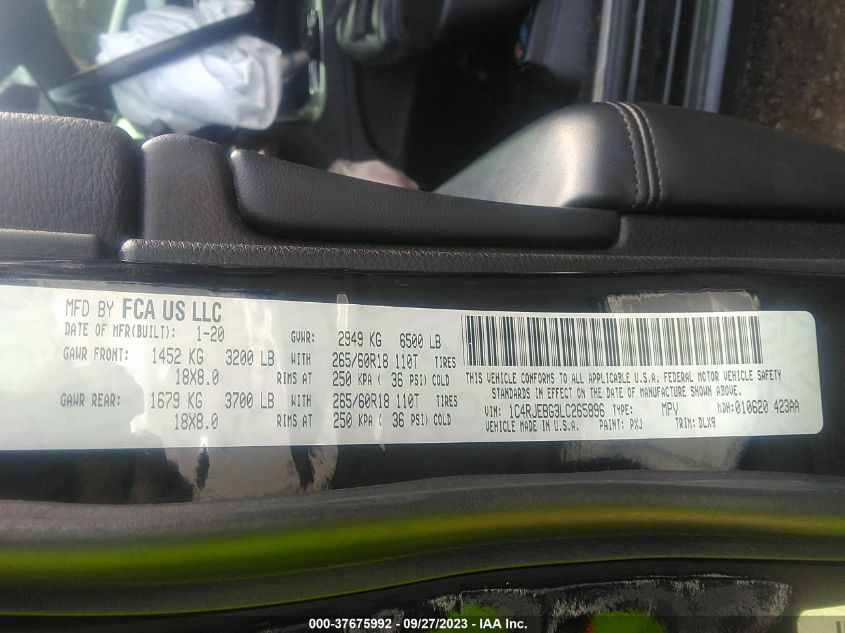 MFD BY FCA US LLC
DATE OF MFR(BUILT): 1-20 GVWR: 2949 KG 6500 LB
GAWR FRONT: 1452 KG 3200 LB WITH 265/60R18 110T TIRES
18X8.0 RIMS AT 250 KPA ( 36 PSI) COLD
GAWR REAR: 1679 KG 3700 LB WITH 265/60R18 110T TIRES
18X8.0 RIMS AT 250 KPA ( 36 PSI) COLD
THIS VEHICLE CONFORMS TO ALL APPLICABLE U.S.A. FEDERAL MOTOR VEHICLE SAFETY
STANDARDS IN EFFECT ON THE DATE OF MANUFACTURE SHOWN ABOVE.
VIN: 1C4RJEBG3LC265896 TYPE: MPV MDH: 010620 423AA
VEHICLE MADE IN U.S.A. PAINT: PXJ TRIM: DLX9
000-37675992 - 09/27/2023 - IAA Inc.